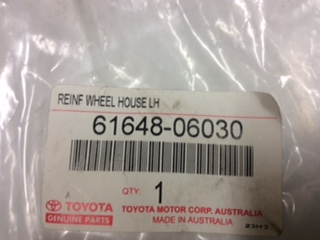 REINF WHEEL HOUSE LH
61648-06030
QTY: 1
TOYOTA
GENUINE PARTS
TOYOTA MOTOR CORP. AUSTRALIA
MADE IN AUSTRALIA